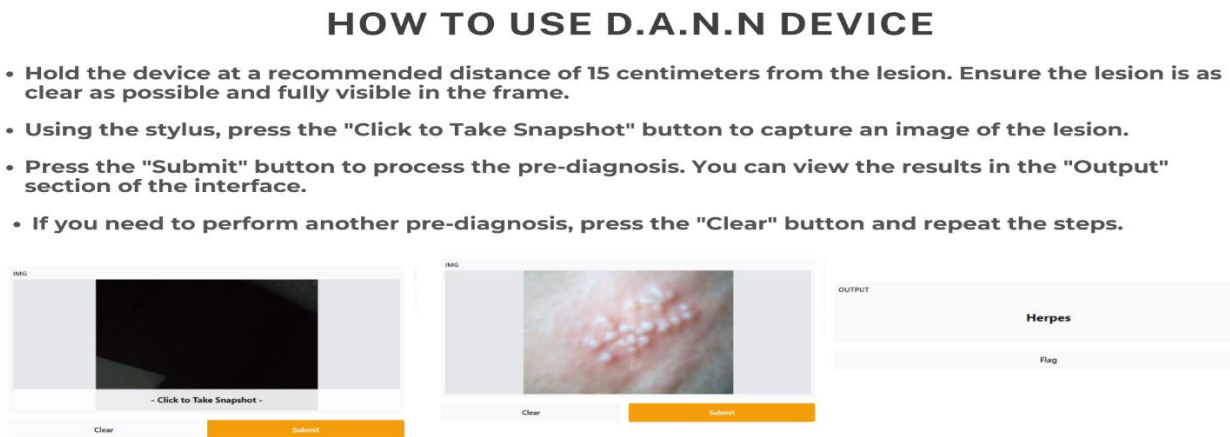 HOW TO USE D.A.N.N DEVICE
• Hold the device at a recommended distance of 15 centimeters from the lesion. Ensure the lesion is as
clear as possible and fully visible in the frame.
• Using the stylus, press the "Click to Take Snapshot" button to capture an image of the lesion.
• Press the "Submit" button to process the pre-diagnosis. You can view the results in the "Output"
section of the interface.
• If you need to perform another pre-diagnosis, press the "Clear" button and repeat the steps.
IMG
- Click to Take Snapshot -
Clear
Submit
IMG
Clear
Submit
OUTPUT
Herpes
Flag